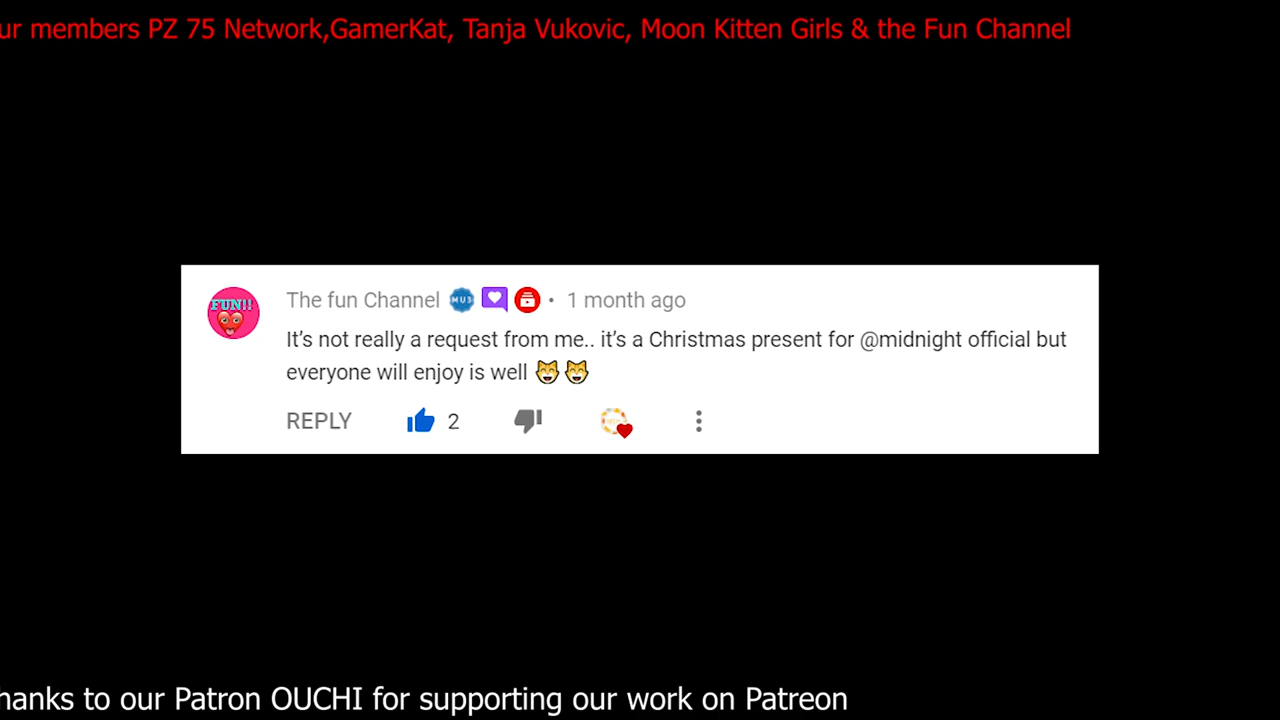 ur members PZ 75 Network,GamerKat, Tanja Vukovic, Moon Kitten Girls & the Fun Channel
FUN!!
The fun Channel MUB • 1 month ago
It’s not really a request from me.. it’s a Christmas present for @midnight official but
everyone will enjoy is well
REPLY 2
hanks to our Patron OUCHI for supporting our work on Patreon